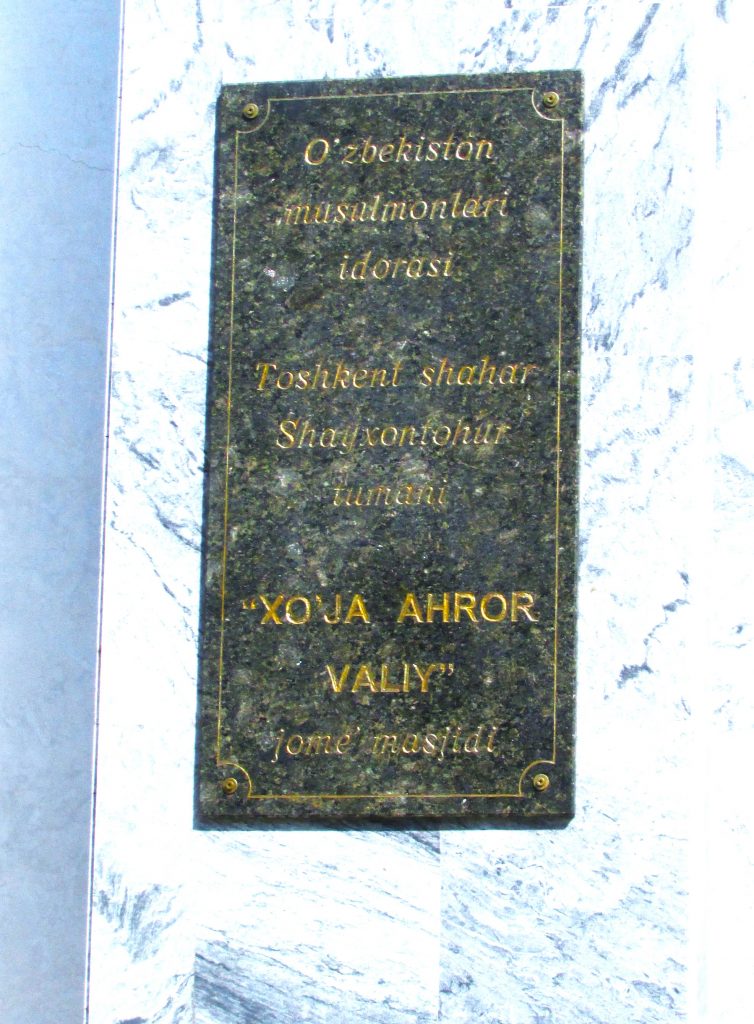 O'zbekiston
musulmonlari
idorasi
Toshkent shahar
Shayxontohur
tumani
“XO'JA AHROR
VALIY”
jome' masjidi